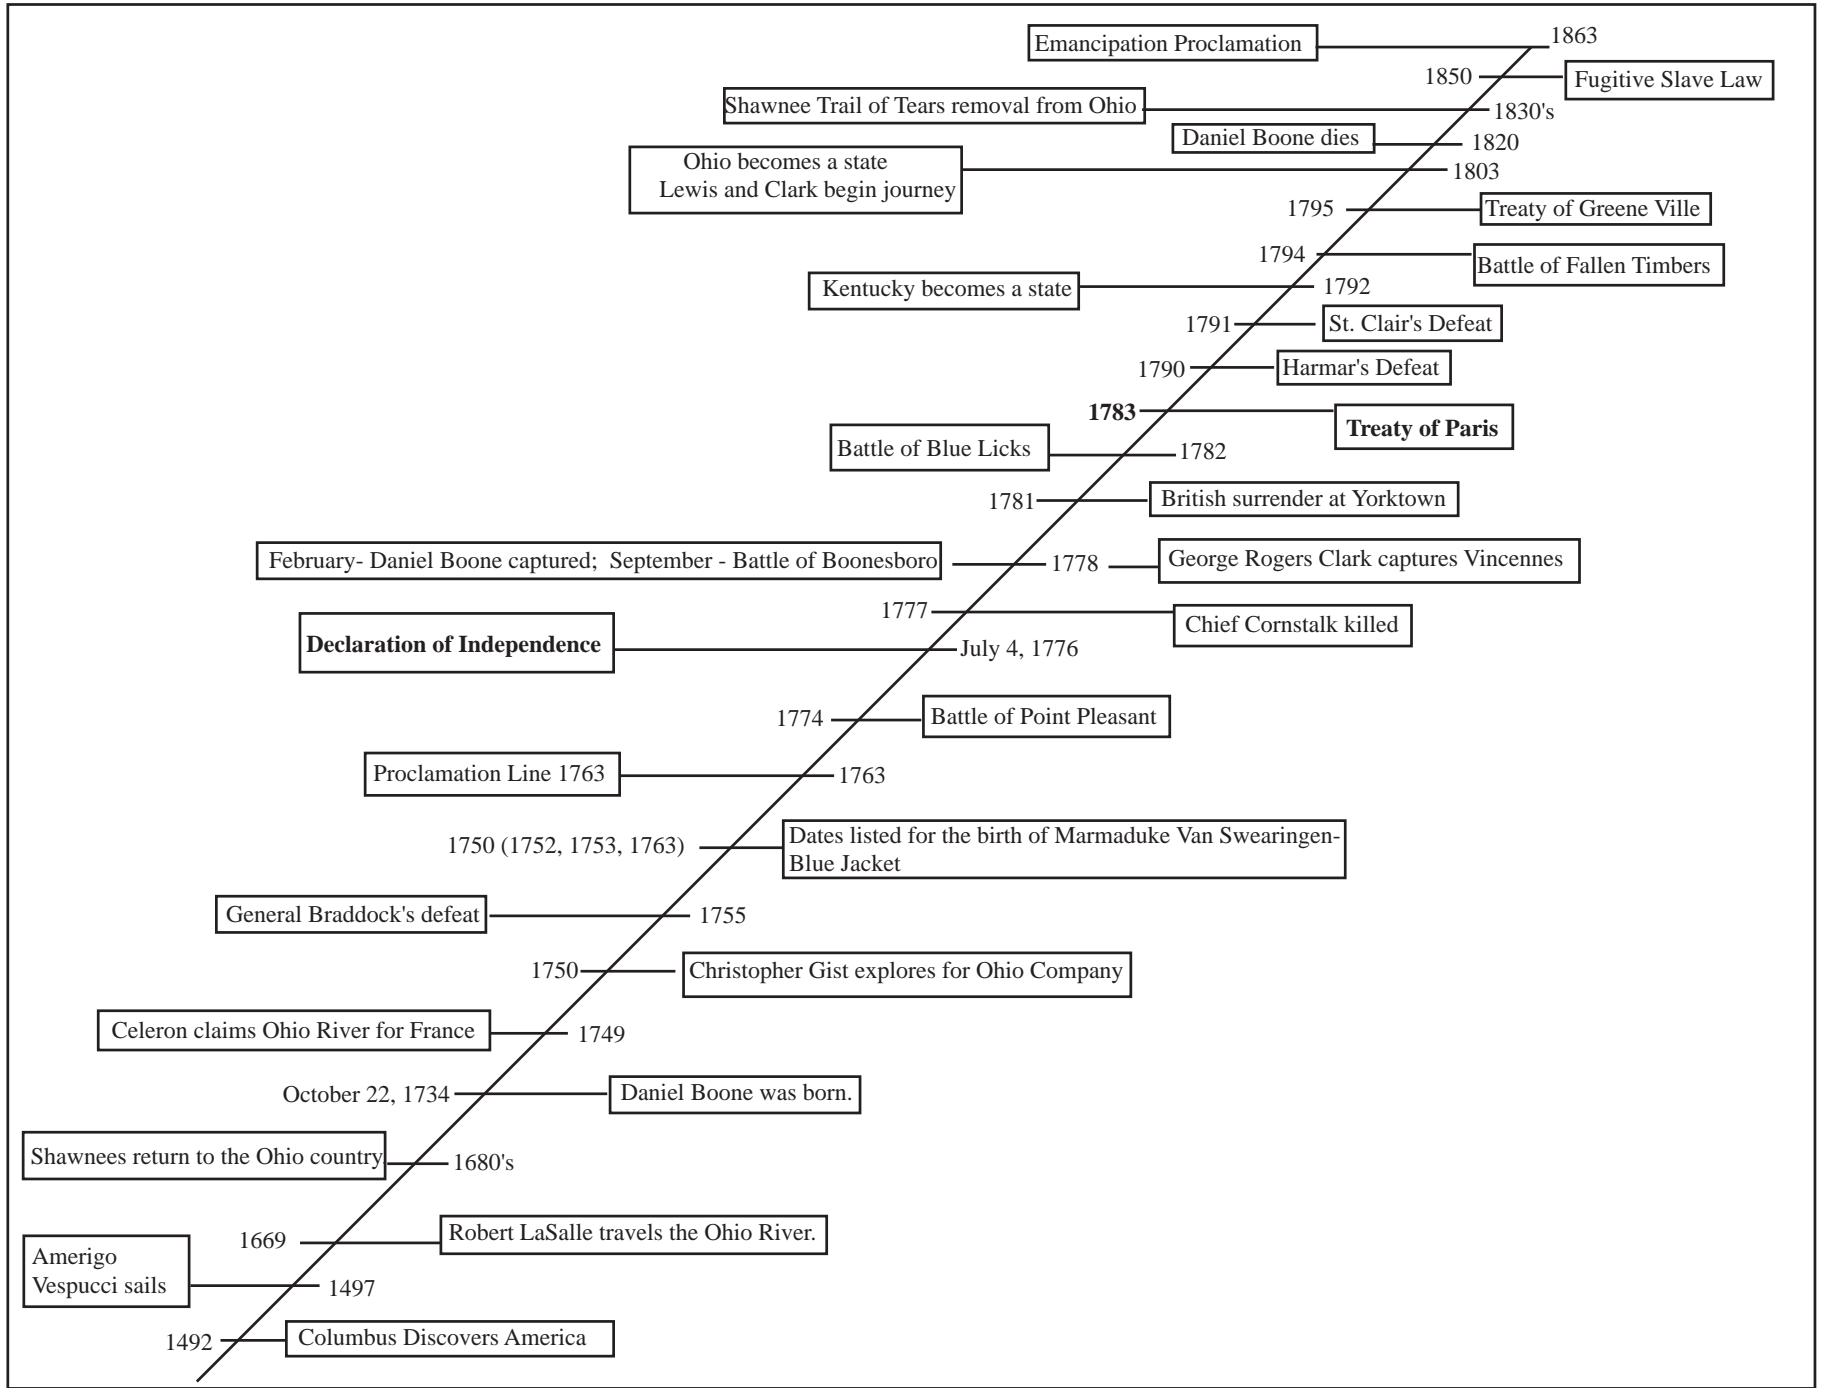 Emancipation Proclamation
1863
1850
Fugitive Slave Law
Shawnee Trail of Tears removal from Ohio
1830's
Daniel Boone dies
1820
Ohio becomes a state
Lewis and Clark begin journey
1803
1795
Treaty of Greene Ville
1794
Battle of Fallen Timbers
Kentucky becomes a state
1792
1791
St. Clair's Defeat
1790
Harmar's Defeat
1783
Treaty of Paris
Battle of Blue Licks
1782
1781
British surrender at Yorktown
February- Daniel Boone captured; September - Battle of Boonesboro
1778
George Rogers Clark captures Vincennes
1777
Chief Cornstalk killed
Declaration of Independence
July 4, 1776
1774
Battle of Point Pleasant
Proclamation Line 1763
1763
1750 (1752, 1753, 1763)
Dates listed for the birth of Marmaduke Van Swearingen-
Blue Jacket
General Braddock's defeat
1755
1750
Christopher Gist explores for Ohio Company
Celeron claims Ohio River for France
1749
October 22, 1734
Daniel Boone was born.
Shawnees return to the Ohio country.
1680's
1669
Robert LaSalle travels the Ohio River.
Amerigo
Vespucci sails
1497
1492
Columbus Discovers America